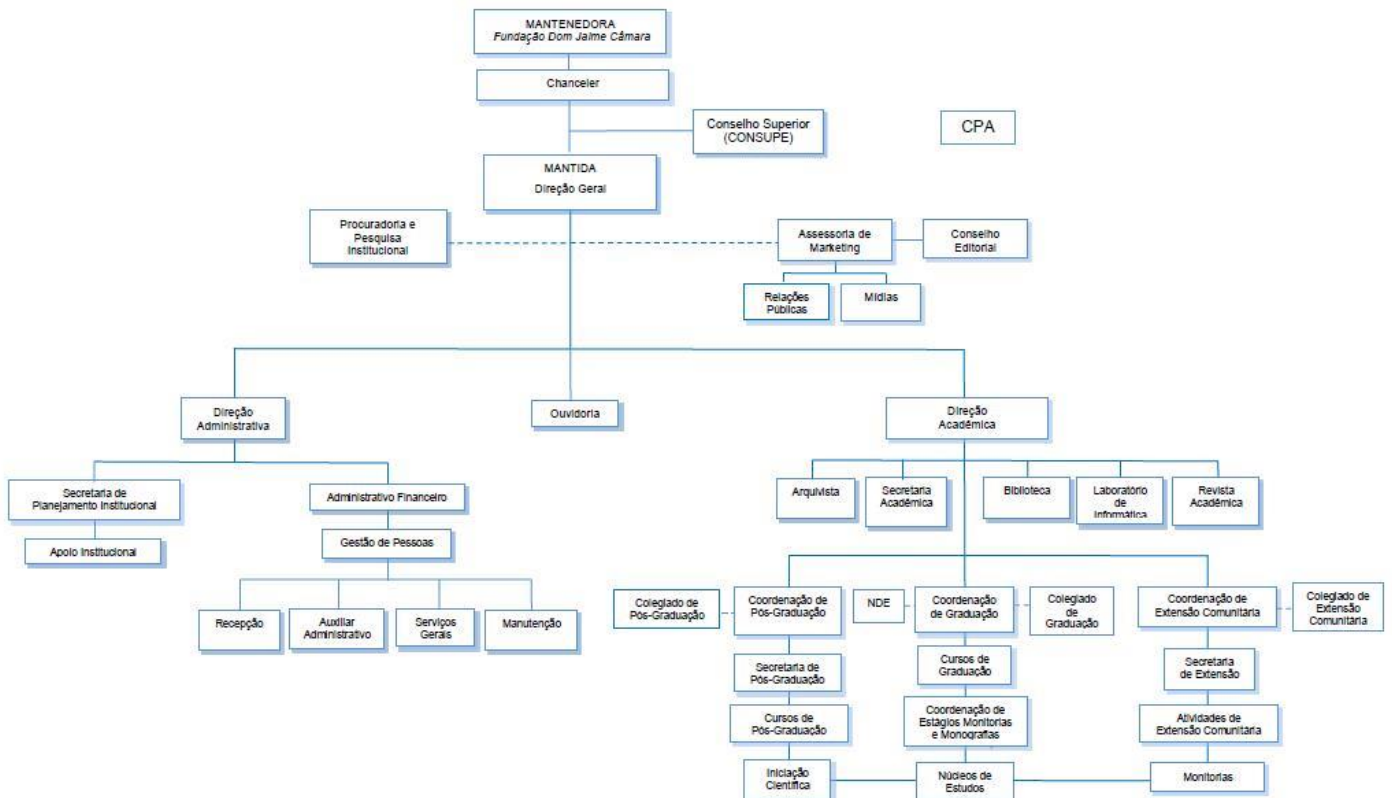 MANTENEDORA
Fundação Dom Jaime Câmara
Chanceler
Conselho Superior
(CONSUPE)
CPA
MANTIDA
Direção Geral
Procuradoria e
Pesquisa
Institucional
Assessoria de
Marketing
Conselho
Editorial
Relações
Públicas
Mídias
Direção
Administrativa
Ouvidoria
Direção
Acadêmica
Secretaria de
Planejamento Institucional
Administrativo Financeiro
Arquivista
Secretaria
Acadêmica
Biblioteca
Laboratório
de
Informática
Revista
Acadêmica
Apoio Institucional
Gestão de Pessoas
Recepção
Auxiliar
Administrativo
Serviços
Gerais
Manutenção
Colegiado de
Pós-Graduação
Coordenação de
Pós-Graduação
NDE
Coordenação
de Graduação
Colegiado
de
Graduação
Coordenação de
Extensão Comunitária
Colegiado de
Extensão
Comunitária
Secretaria de
Pós-Graduação
Cursos de
Graduação
Secretaria
de Extensão
Cursos de
Pós-Graduação
Coordenação de
Estágios Monitorias
e Monografias
Atividades de
Extensão Comunitária
Iniciação
Científica
Núcleos de
Estudos
Monitorias